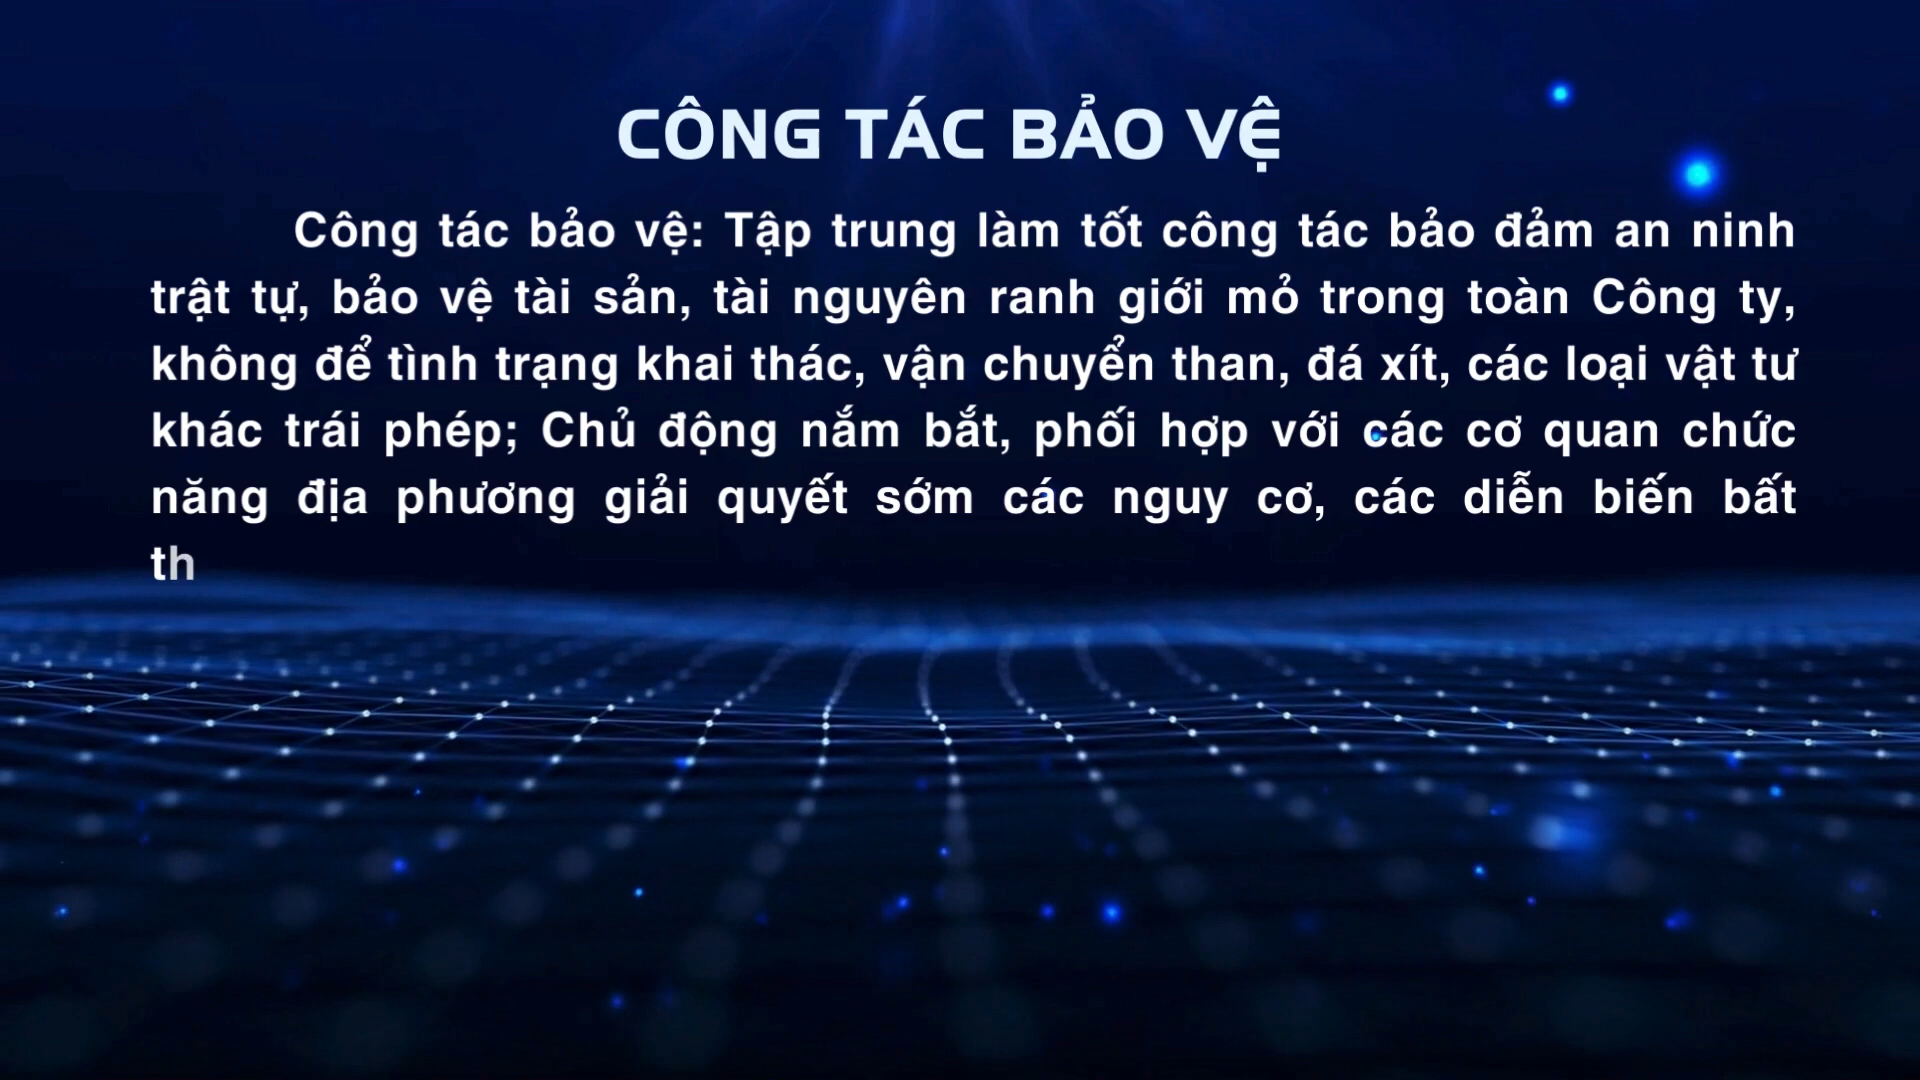 CÔNG TÁC BẢO VỆ
Công tác bảo vệ: Tập trung làm tốt công tác bảo đảm an ninh
trật tự, bảo vệ tài sản, tài nguyên ranh giới mỏ trong toàn Công ty,
không để tình trạng khai thác, vận chuyển than, đá xít, các loại vật tư
khác trái phép; Chủ động nắm bắt, phối hợp với các cơ quan chức
năng địa phương giải quyết sớm các nguy cơ, các diễn biến bất
th